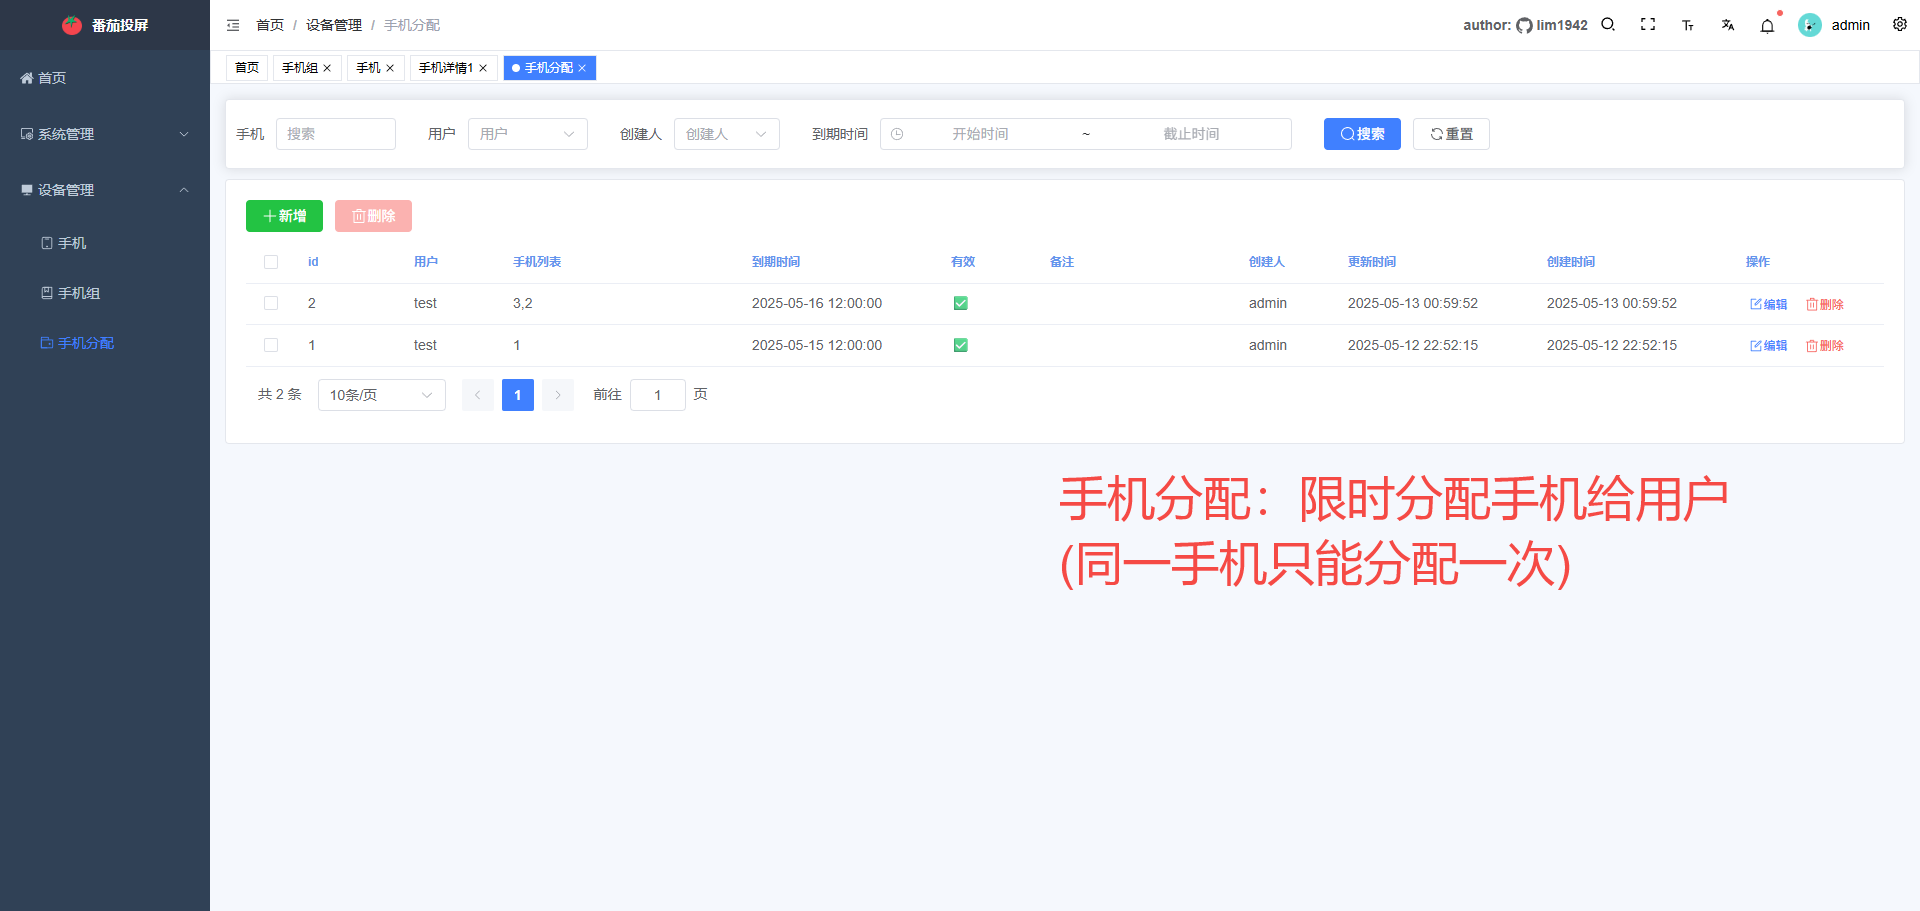 番茄投屏
首页 / 设备管理 / 手机分配
author: lim1942
admin
首页
手机组
手机
手机详情1
手机分配
首页
系统管理
设备管理
手机
手机组
手机分配
手机 搜索 用户 用户 创建人 创建人 到期时间 开始时间 ~ 截止时间 搜索 重置
新增 删除
id 用户 手机列表 到期时间 有效 备注 创建人 更新时间 创建时间 操作
2 test 3,2 2025-05-16 12:00:00 admin 2025-05-13 00:59:52 2025-05-13 00:59:52 编辑 删除
1 test 1 2025-05-15 12:00:00 admin 2025-05-12 22:52:15 2025-05-12 22:52:15 编辑 删除
共 2 条 10条/页 1 前往 1 页
手机分配：限时分配手机给用户
(同一手机只能分配一次)